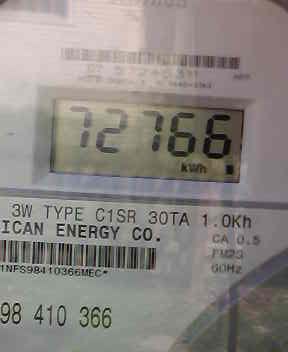 72766
kWh
3W TYPE C1SR 30TA 1.0Kh
ICAN ENERGY CO.
CA 0.5
FM2S
60Hz
1NFS98410366MEC*
98 410 366